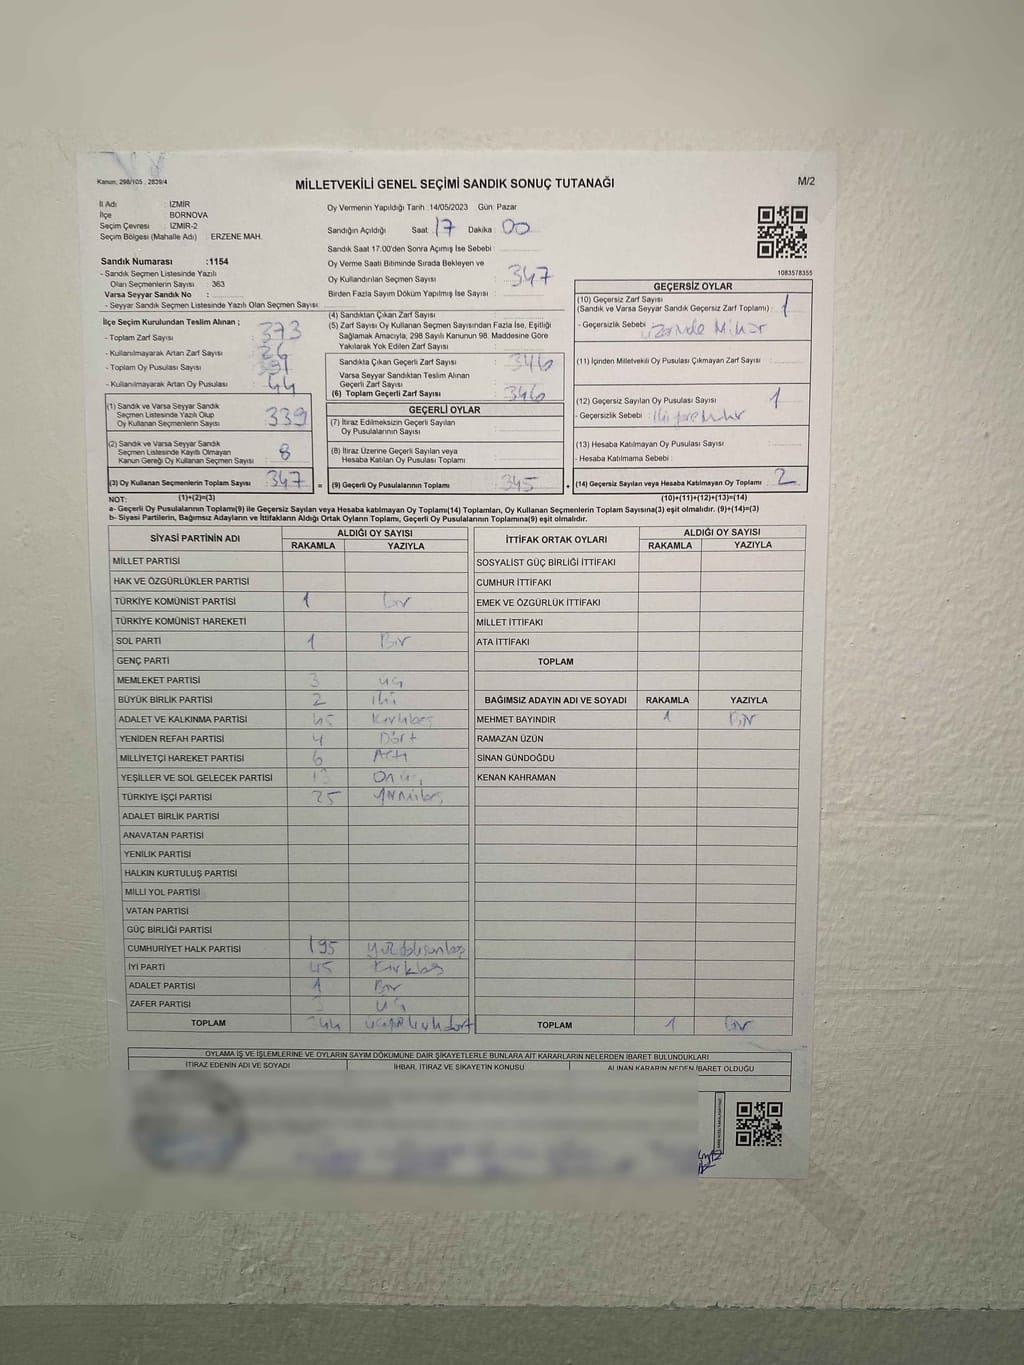 Kanun; 298/105 , 2839/4
MİLLETVEKİLİ GENEL SEÇİMİ SANDIK SONUÇ TUTANAĞI
M/2
İl Adı : İZMİR
İlçe : BORNOVA
Seçim Çevresi : İZMİR-2
Seçim Bölgesi (Mahalle Adı) : ERZENE MAH.
Oy Vermenin Yapıldığı Tarih :14/05/2023 Gün: Pazar
Sandığın Açıldığı Saat : 17 Dakika : 00
Sandık Saat 17:00'den Sonra Açımış İse Sebebi :
Oy Verme Saati Bitiminde Sırada Bekleyen ve
Oy Kullandırılan Seçmen Sayısı : 347
Birden Fazla Sayım Döküm Yapılmış İse Sayısı :
1083578355
Sandık Numarası :1154
- Sandık Seçmen Listesinde Yazılı
Olan Seçmenlerin Sayısı : 363
Varsa Seyyar Sandık No :
- Seyyar Sandık Seçmen Listesinde Yazılı Olan Seçmen Sayısı:
İlçe Seçim Kurulundan Teslim Alınan ;
- Toplam Zarf Sayısı : 373
- Kullanılmayarak Artan Zarf Sayısı : 26
- Toplam Oy Pusulası Sayısı : 391
- Kullanılmayarak Artan Oy Pusulası : 44
(1) Sandık ve Varsa Seyyar Sandık
Seçmen Listesinde Yazılı Olup
Oy Kullanan Seçmenlerin Sayısı : 339
(2) Sandık ve Varsa Seyyar Sandık
Seçmen Listesinde Kayıtlı Olmayan
Kanun Gereği Oy Kullanan Seçmen Sayısı : 8
(3) Oy Kullanan Seçmenlerin Toplam Sayısı : 347
(4) Sandıktan Çıkan Zarf Sayısı :
(5) Zarf Sayısı Oy Kullanan Seçmen Sayısından Fazla İse, Eşitliği
Sağlamak Amacıyla, 298 Sayılı Kanunun 98. Maddesine Göre
Yakılarak Yok Edilen Zarf Sayısı :
Sandıkta Çıkan Geçerli Zarf Sayısı : 346
Varsa Seyyar Sandıktan Teslim Alınan
Geçerli Zarf Sayısı :
(6) Toplam Geçerli Zarf Sayısı : 346
GEÇERLİ OYLAR
(7) İtiraz Edilmeksizin Geçerli Sayılan
Oy Pusulalarının Sayısı :
(8) İtiraz Üzerine Geçerli Sayılan veya
Hesaba Katılan Oy Pusulası Toplamı :
= (9) Geçerli Oy Pusulalarının Toplamı : 345 +
GEÇERSİZ OYLAR
(10) Geçersiz Zarf Sayısı
(Sandık ve Varsa Seyyar Sandık Geçersiz Zarf Toplamı) : 1
- Geçersizlik Sebebi : üzerinde Mühür
(11) İçinden Milletvekili Oy Pusulası Çıkmayan Zarf Sayısı :
(12) Geçersiz Sayılan Oy Pusulası Sayısı : 1
- Geçersizlik Sebebi :
(13) Hesaba Katılmayan Oy Pusulası Sayısı :
- Hesaba Katılmama Sebebi :
(14) Geçersiz Sayılan veya Hesaba Katılmayan Oy Toplamı : 2
NOT: (1)+(2)=(3) (10)+(11)+(12)+(13)=(14)
a- Geçerli Oy Pusulalarının Toplamı(9) ile Geçersiz Sayılan veya Hesaba katılmayan Oy Toplamı(14) Toplamları, Oy Kullanan Seçmenlerin Toplam Sayısına(3) eşit olmalıdır. (9)+(14)=(3)
b- Siyasi Partilerin, Bağımsız Adayların ve İttifakların Aldığı Ortak Oyların Toplamı, Geçerli Oy Pusulalarının Toplamına(9) eşit olmalıdır.
SİYASİ PARTİNİN ADI ALDIĞI OY SAYISI
RAKAMLA YAZIYLA
MİLLET PARTİSİ
HAK VE ÖZGÜRLÜKLER PARTİSİ
TÜRKİYE KOMÜNİST PARTİSİ 1 Bir
TÜRKİYE KOMÜNİST HAREKETİ
SOL PARTİ 1 Bir
GENÇ PARTİ
MEMLEKET PARTİSİ 3 üç
BÜYÜK BİRLİK PARTİSİ 2 iki
ADALET VE KALKINMA PARTİSİ 45 Kırkbeş
YENİDEN REFAH PARTİSİ 4 Dört
MİLLİYETÇİ HAREKET PARTİSİ 6 Altı
YEŞİLLER VE SOL GELECEK PARTİSİ 13 Onüç
TÜRKİYE İŞÇİ PARTİSİ 25 Yirmibeş
ADALET BİRLİK PARTİSİ
ANAVATAN PARTİSİ
YENİLİK PARTİSİ
HALKIN KURTULUŞ PARTİSİ
MİLLİ YOL PARTİSİ
VATAN PARTİSİ
GÜÇ BİRLİĞİ PARTİSİ
CUMHURİYET HALK PARTİSİ 195 yüzdoksanbeş
İYİ PARTİ 45 Kırkbeş
ADALET PARTİSİ 1 Bir
ZAFER PARTİSİ 3 üç
TOPLAM 344 üçyüzkırkdört
İTTİFAK ORTAK OYLARI ALDIĞI OY SAYISI
RAKAMLA YAZIYLA
SOSYALİST GÜÇ BİRLİĞİ İTTİFAKI
CUMHUR İTTİFAKI
EMEK VE ÖZGÜRLÜK İTTİFAKI
MİLLET İTTİFAKI
ATA İTTİFAKI
TOPLAM
BAĞIMSIZ ADAYIN ADI VE SOYADI RAKAMLA YAZIYLA
MEHMET BAYINDIR 1 Bir
RAMAZAN ÜZÜN
SİNAN GÜNDOĞDU
KENAN KAHRAMAN
TOPLAM 1 Bir
OYLAMA İŞ VE İŞLEMLERİNE VE OYLARIN SAYIM DÖKÜMÜNE DAİR ŞİKAYETLERLE BUNLARA AİT KARARLARIN NELERDEN İBARET BULUNDUKLARI
İTİRAZ EDENİN ADI VE SOYADI İHBAR, İTİRAZ VE ŞİKAYETİN KONUSU ALINAN KARARIN NEDEN İBARET OLDUĞU